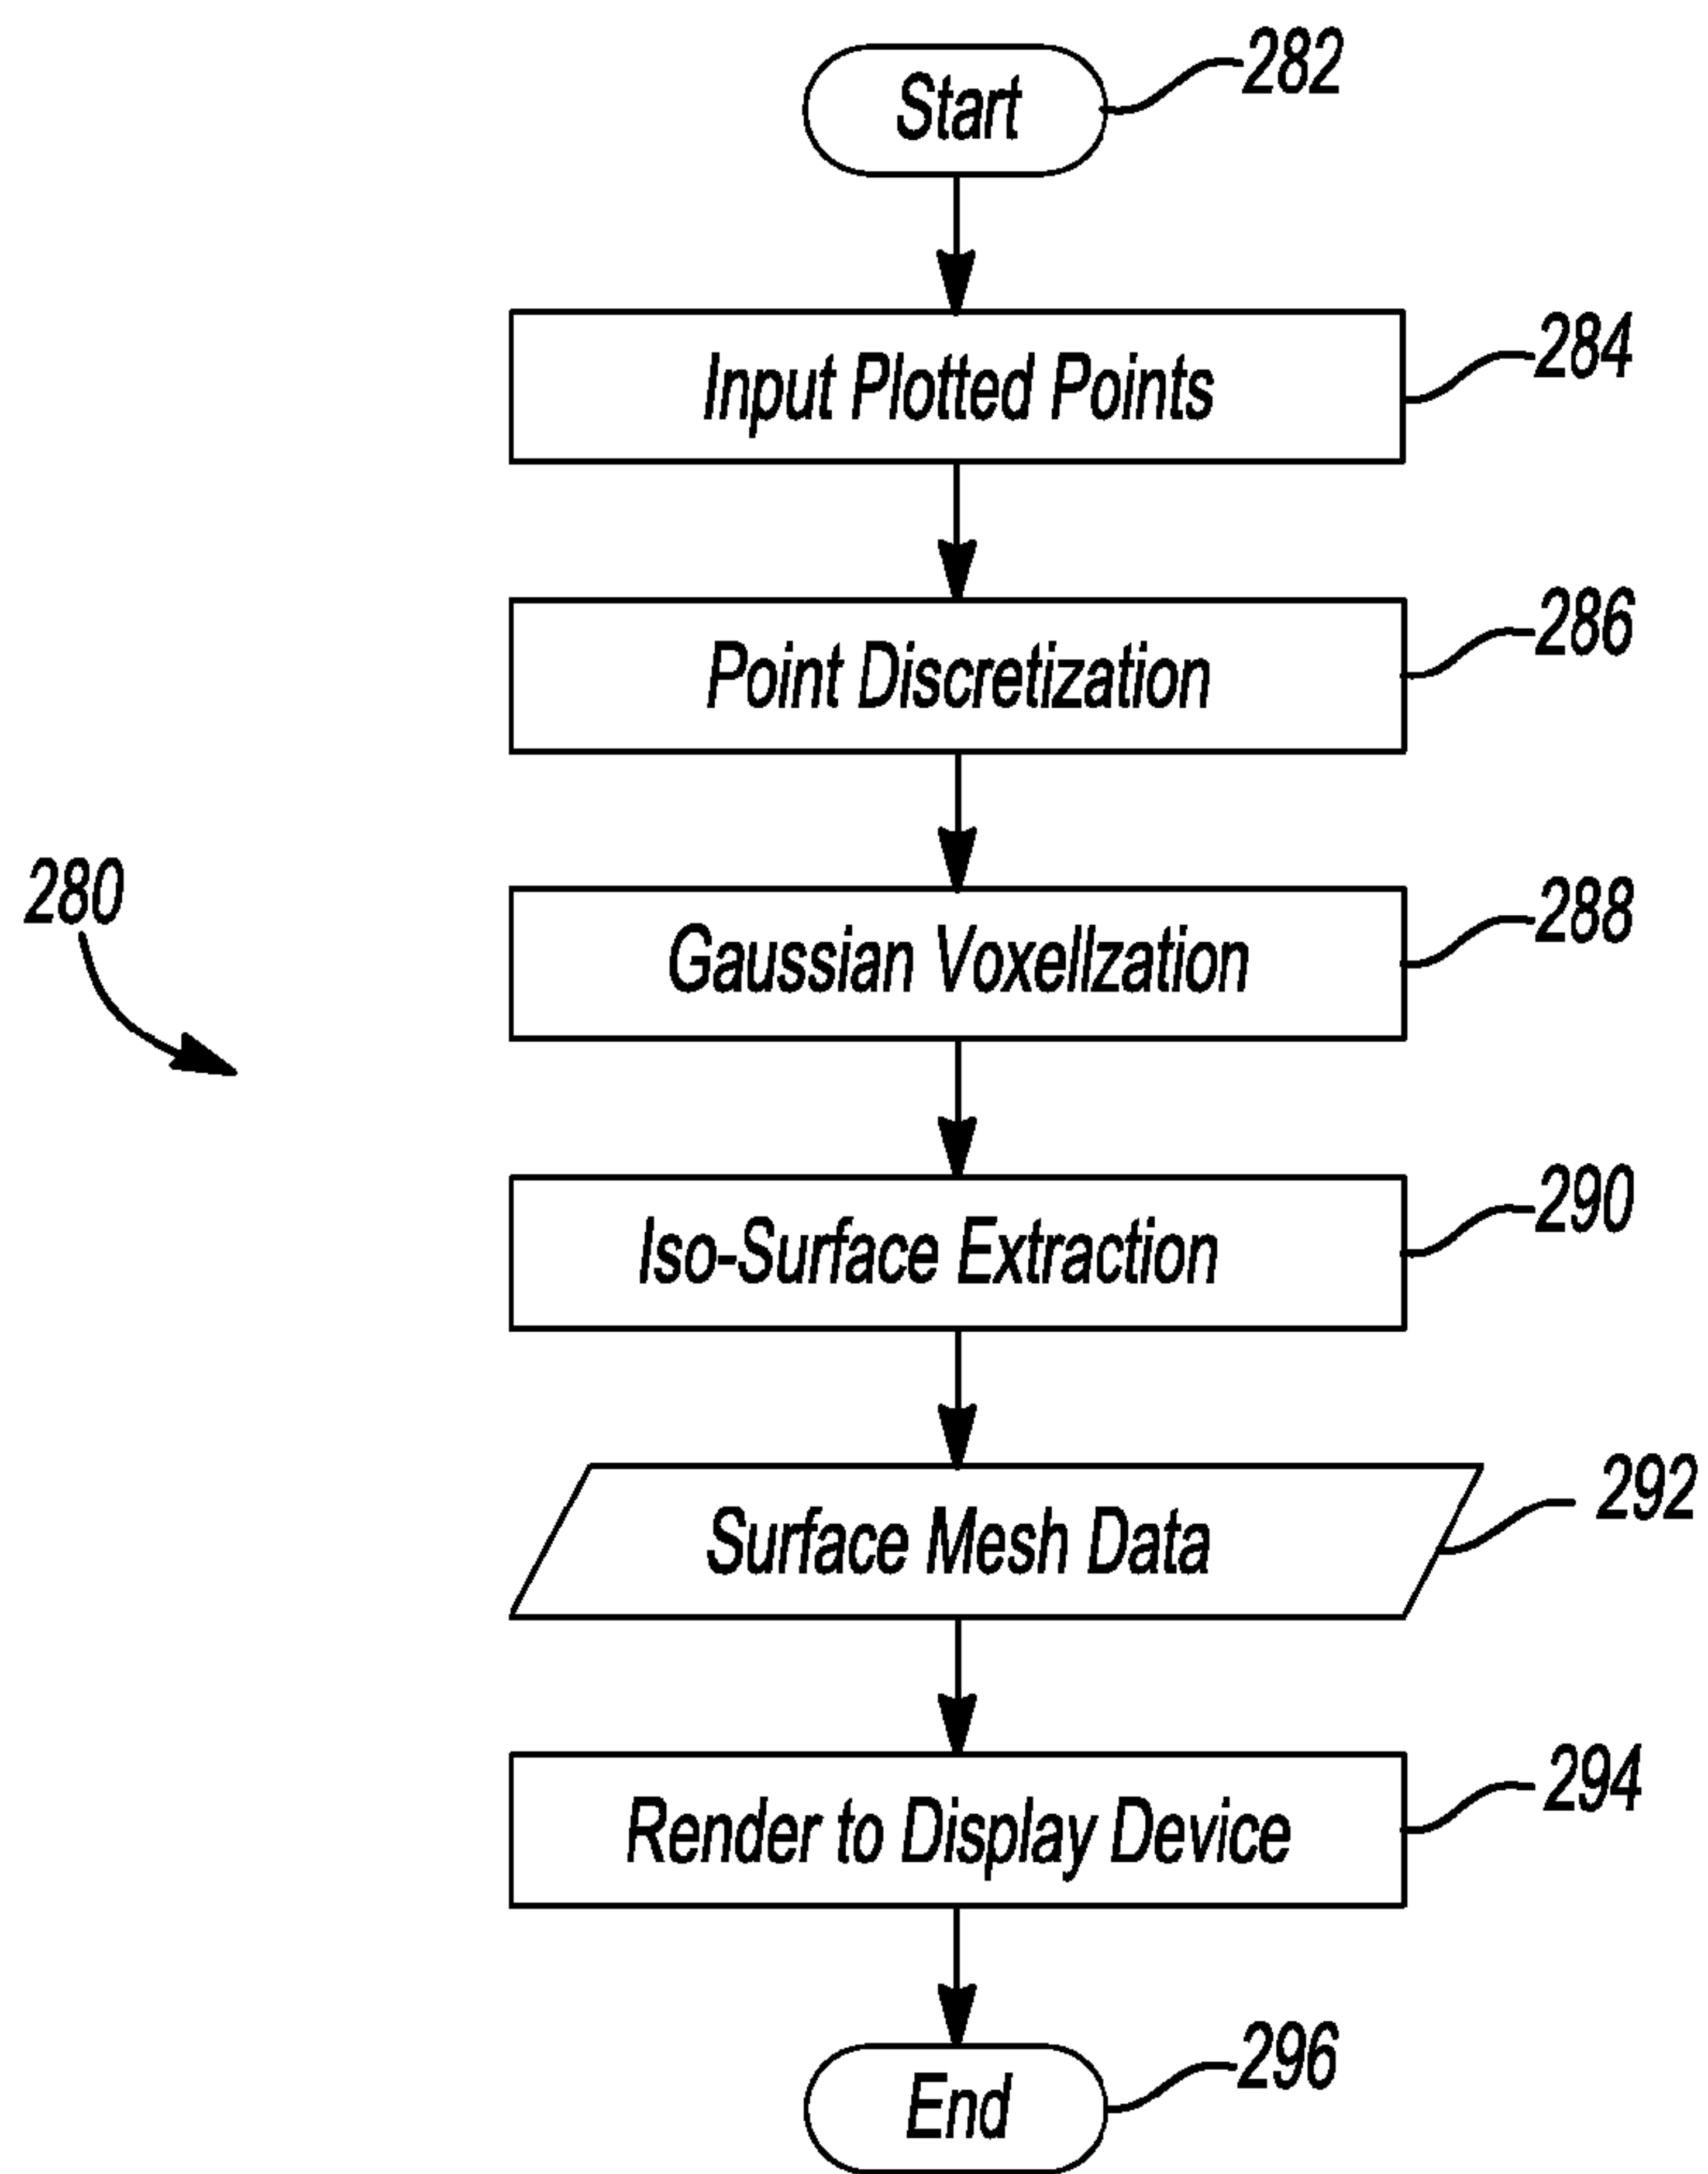 Start
282
Input Plotted Points
284
Point Discretization
286
280
Gaussian Voxellzation
288
Iso-Surface Extraction
290
Surface Mesh Data
292
Render to Display Device
294
End
296